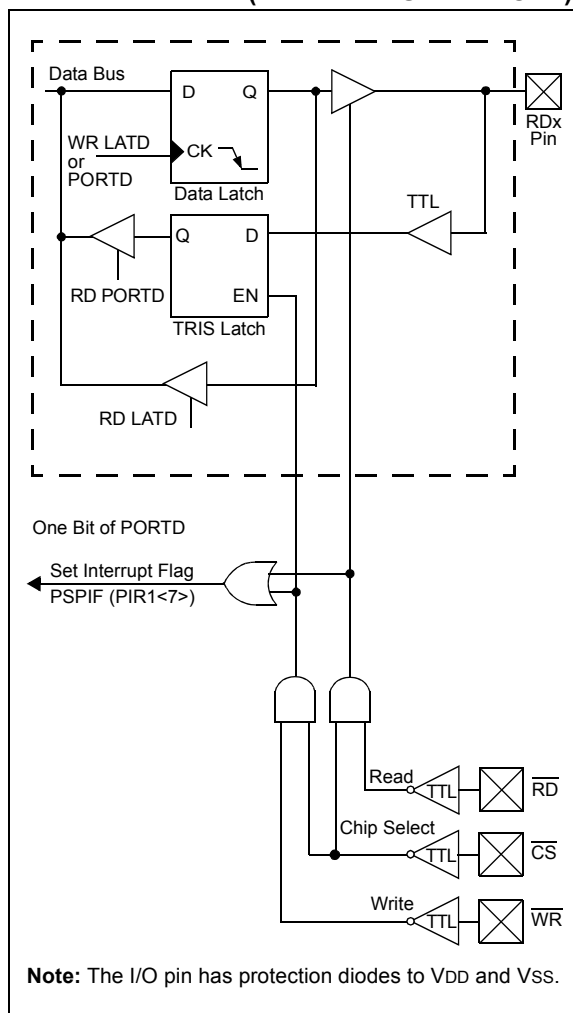 Data Bus
D Q
RDx
Pin
WR LATD
or
PORTD
CK
Data Latch
TTL
Q D
RD PORTD
EN
TRIS Latch
RD LATD
One Bit of PORTD
Set Interrupt Flag
PSPIF (PIR1<7>)
Read
TTL
RD
Chip Select
TTL
CS
Write
TTL
WR
Note: The I/O pin has protection diodes to VDD and VSS.